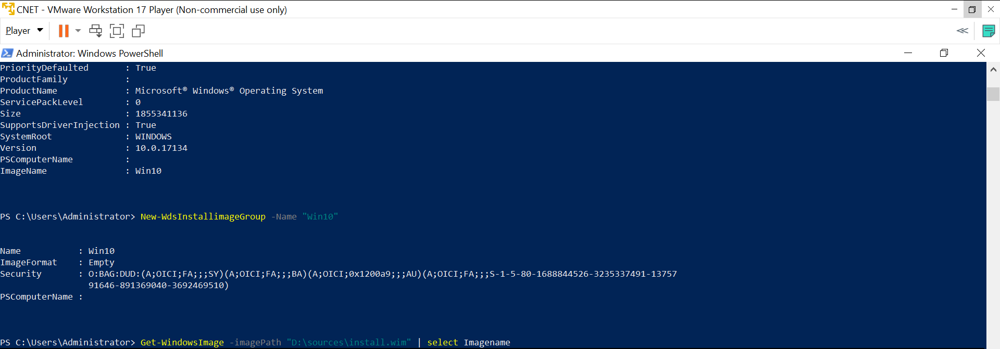 CNET - VMware Workstation 17 Player (Non-commercial use only)
Player
Administrator: Windows PowerShell
PriorityDefaulted : True
ProductFamily :
ProductName : Microsoft® Windows® Operating System
ServicePackLevel : 0
Size : 1855341136
SupportsDriverInjection : True
SystemRoot : WINDOWS
Version : 10.0.17134
PSComputerName :
ImageName : Win10
PS C:\Users\Administrator> New-WdsInstallimageGroup -Name "Win10"
Name : Win10
ImageFormat : Empty
Security : O:BAG:DUD:(A;OICI;FA;;;SY)(A;OICI;FA;;;BA)(A;OICI;0x1200a9;;;AU)(A;OICI;FA;;;S-1-5-80-1688844526-3235337491-13757
91646-891369040-3692469510)
PSComputerName :
PS C:\Users\Administrator> Get-WindowsImage -imagePath "D:\sources\install.wim" | select Imagename